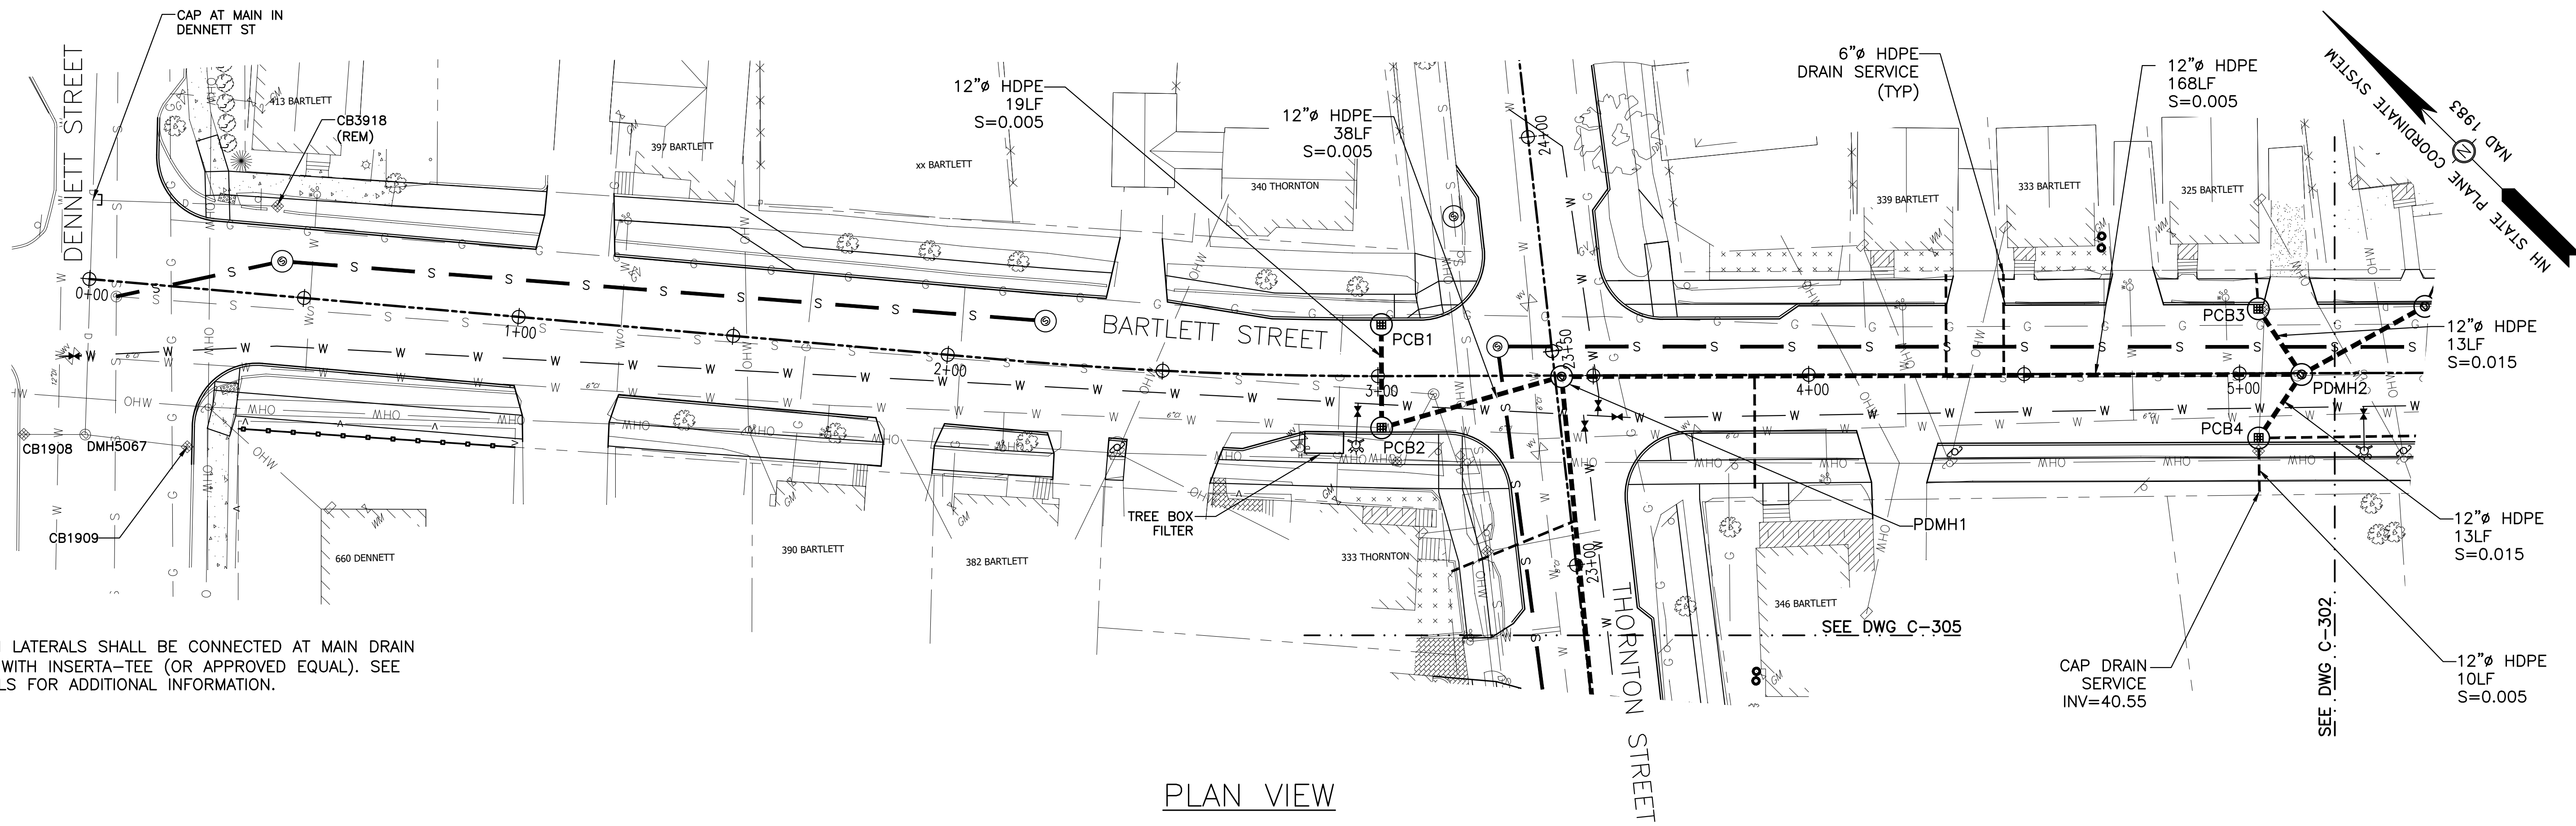 CAP AT MAIN IN
DENNETT ST
DENNETT STREET
413 BARTLETT
CB3918
(REM)
397 BARTLETT
xx BARTLETT
12"ø HDPE
19LF
S=0.005
12"ø HDPE
38LF
S=0.005
340 THORNTON
24+00
6"ø HDPE
DRAIN SERVICE
(TYP)
12"ø HDPE
168LF
S=0.005
339 BARTLETT
333 BARTLETT
325 BARTLETT
NH STATE PLANE COORDINATE SYSTEM
NAD 1983
0+00
1+00
2+00
3+00
4+00
5+00
BARTLETT STREET
PCB1
23+50
PCB3
12"ø HDPE
13LF
S=0.015
PDMH2
PCB2
PCB4
CB1908
DMH5067
CB1909
660 DENNETT
390 BARTLETT
382 BARTLETT
TREE BOX
FILTER
333 THORNTON
23+00
PDMH1
THORNTON STREET
346 BARTLETT
SEE DWG C-305
12"ø HDPE
13LF
S=0.015
CAP DRAIN
SERVICE
INV=40.55
SEE DWG C-302
12"ø HDPE
10LF
S=0.005
LATERALS SHALL BE CONNECTED AT MAIN DRAIN
WITH INSERTA-TEE (OR APPROVED EQUAL). SEE
LS FOR ADDITIONAL INFORMATION.
PLAN VIEW